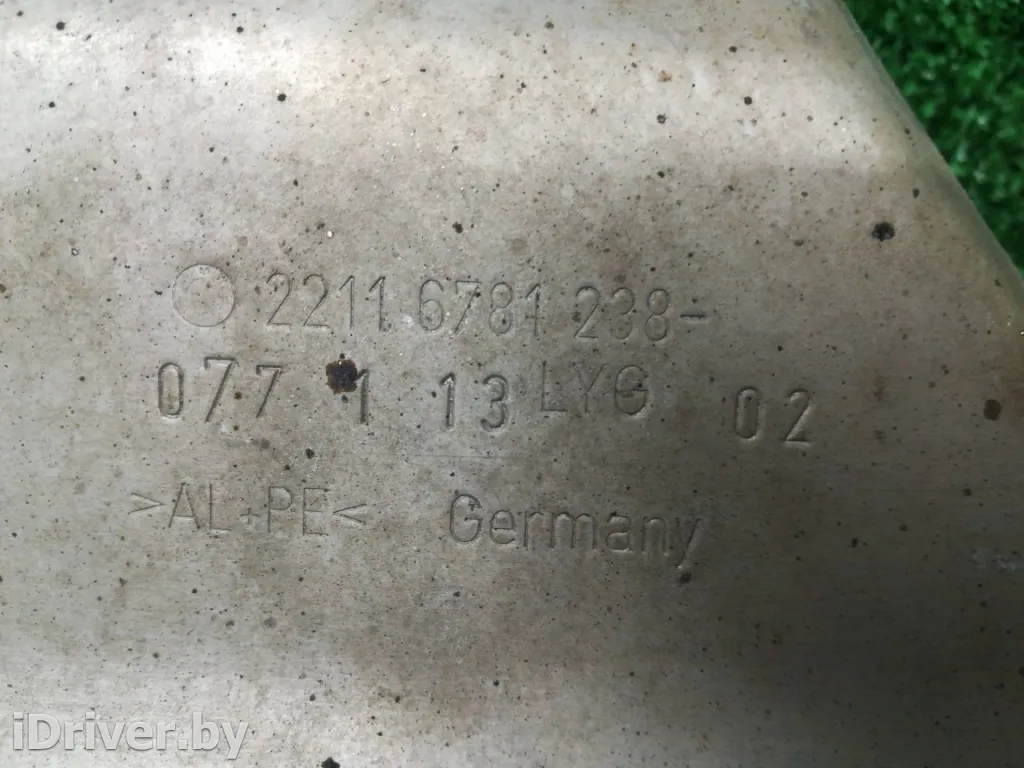 2211 6781 238-
077 1 13 LYG 02
>AL+PE< Germany
iDriver.by